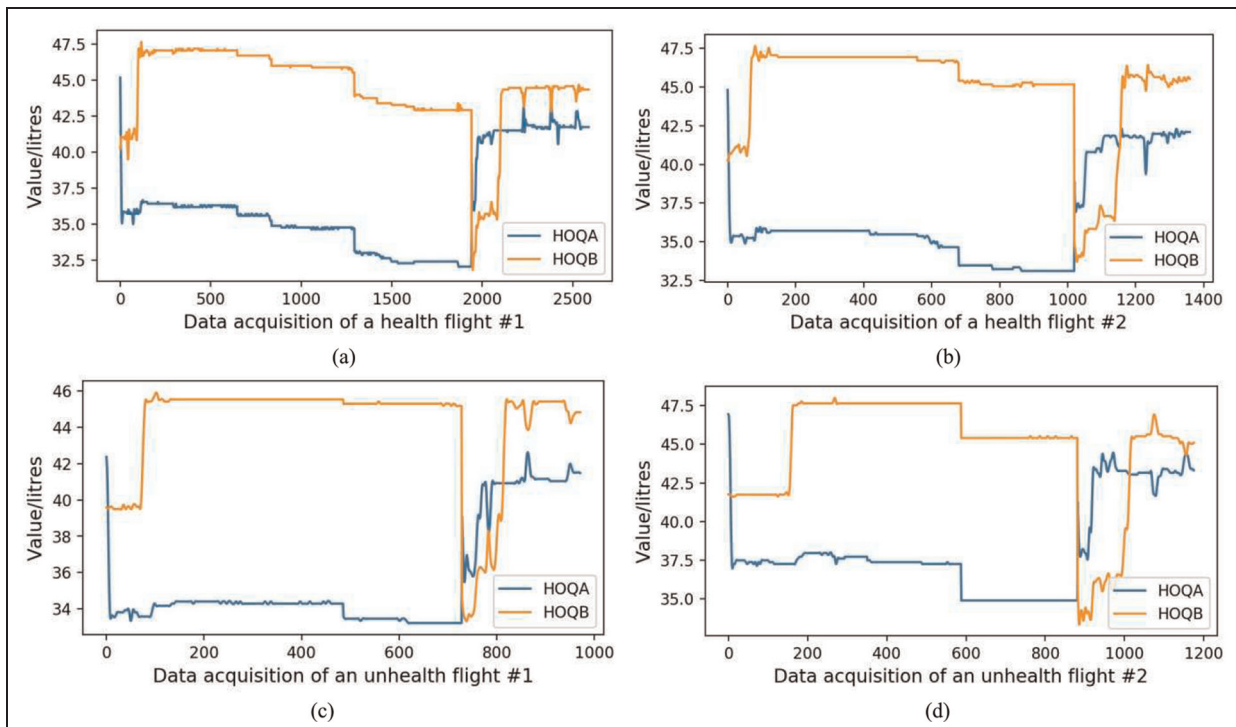 47.5
45.0
42.5
40.0
37.5
35.0
32.5
Value/litres
HOQA
HOQB
0 500 1000 1500 2000 2500
Data acquisition of a health flight #1
(a)
47.5
45.0
42.5
40.0
37.5
35.0
32.5
Value/litres
HOQA
HOQB
0 200 400 600 800 1000 1200 1400
Data acquisition of a health flight #2
(b)
46
44
42
40
38
36
34
Value/litres
HOQA
HOQB
0 200 400 600 800 1000
Data acquisition of an unhealth flight #1
(c)
47.5
45.0
42.5
40.0
37.5
35.0
Value/litres
HOQA
HOQB
0 200 400 600 800 1000 1200
Data acquisition of an unhealth flight #2
(d)